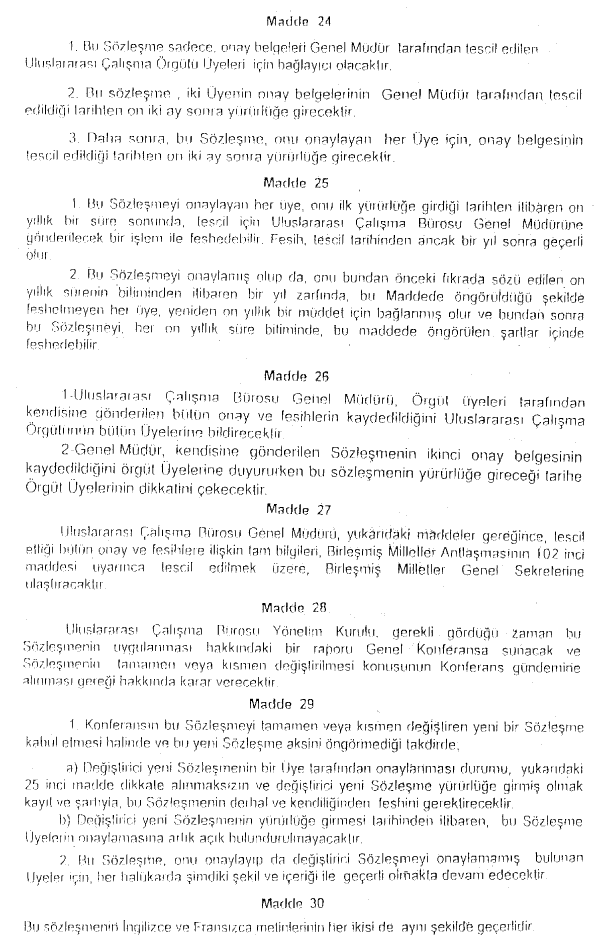 Madde 24
1. Bu Sözleşme sadece, onay belgeleri Genel Müdür tarafından tescil edilen
Uluslararası Çalışma Örgütü Üyeleri için bağlayıcı olacaktır.
2. Bu sözleşme , iki Üyenin onay belgelerinin Genel Müdür tarafından tescil
edildiği tarihten on iki ay sonra yürürlüğe girecektir.
3. Daha sonra, bu Sözleşme, onu onaylayan her Üye için, onay belgesinin
tescil edildiği tarihten on iki ay sonra yürürlüğe girecektir.
Madde 25
1. Bu Sözleşmeyi onaylayan her üye, onu ilk yürürlüğe girdiği tarihten itibaren on
yıllık bir süre sonunda, tescil için Uluslararası Çalışma Bürosu Genel Müdürüne
gönderilecek bir işlem ile feshedebilir. Fesih, tescil tarihinden ancak bir yıl sonra geçerli
olur.
2. Bu Sözleşmeyi onaylamış olup da, onu bundan önceki fıkrada sözü edilen on
yıllık sürenin bitiminden itibaren bir yıl zarfında, bu Maddede öngörüldüğü şekilde
feshetmeyen her üye, yeniden on yıllık bir müddet için bağlanmış olur ve bundan sonra
bu Sözleşmeyi, her on yıllık süre bitiminde, bu maddede öngörülen şartlar içinde
feshedebilir.
Madde 26
1-Uluslararası Çalışma Bürosu Genel Müdürü, Örgüt üyeleri tarafından
kendisine gönderilen bütün onay ve fesihlerin kaydedildiğini Uluslararası Çalışma
Örgütünün bütün Üyelerine bildirecektir.
2-Genel Müdür, kendisine gönderilen Sözleşmenin ikinci onay belgesinin
kaydedildiğini örgüt Üyelerine duyururken bu sözleşmenin yürürlüğe gireceği tarihe
Örgüt Üyelerinin dikkatini çekecektir.
Madde 27
Uluslararası Çalışma Bürosu Genel Müdürü, yukarıdaki maddeler gereğince, tescil
ettiği bütün onay ve fesihlere ilişkin tam bilgileri, Birleşmiş Milletler Antlaşmasının 102 inci
maddesi uyarınca tescil edilmek üzere, Birleşmiş Milletler Genel Sekreterine
ulaştıracaktır.
Madde 28
Uluslararası Çalışma Bürosu Yönetim Kurulu, gerekli gördüğü zaman bu
Sözleşmenin uygulanması hakkındaki bir raporu Genel Konferansa sunacak ve
Sözleşmenin tamamen veya kısmen değiştirilmesi konusunun Konferans gündemine
alınması gereği hakkında karar verecektir.
Madde 29
1. Konferansın bu Sözleşmeyi tamamen veya kısmen değiştiren yeni bir Sözleşme
kabul etmesi halinde ve bu yeni Sözleşme aksini öngörmediği takdirde,
a) Değiştirici yeni Sözleşmenin bir Üye tarafından onaylanması durumu, yukarıdaki
25 inci madde dikkate alınmaksızın ve değiştirici yeni Sözleşme yürürlüğe girmiş olmak
kayıt ve şartıyla, bu Sözleşmenin derhal ve kendiliğinden feshini gerektirecektir.
b) Değiştirici yeni Sözleşmenin yürürlüğe girmesi tarihinden itibaren, bu Sözleşme
Üyelerin onaylamasına artık açık bulundurulmayacaktır.
2. Bu Sözleşme, onu onaylayıp da değiştirici Sözleşmeyi onaylamamış bulunan
Üyeler için, her halükarda şimdiki şekil ve içeriği ile geçerli olmakta devam edecektir.
Madde 30
Bu sözleşmenin İngilizce ve Fransızca metinlerinin her ikisi de aynı şekilde geçerlidir.